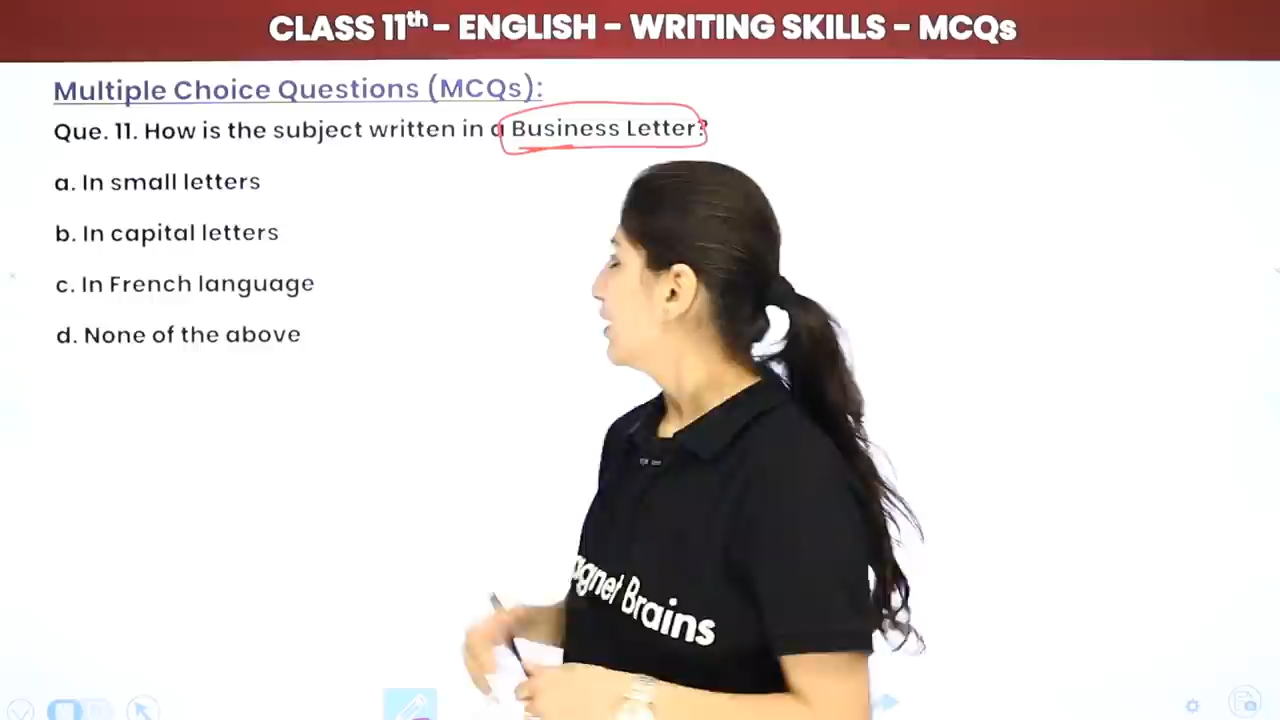 CLASS 11th – ENGLISH – WRITING SKILLS – MCQs
Multiple Choice Questions (MCQs):
Que. 11. How is the subject written in a Business Letter?
a. In small letters
b. In capital letters
c. In French language
d. None of the above
agnet Brains